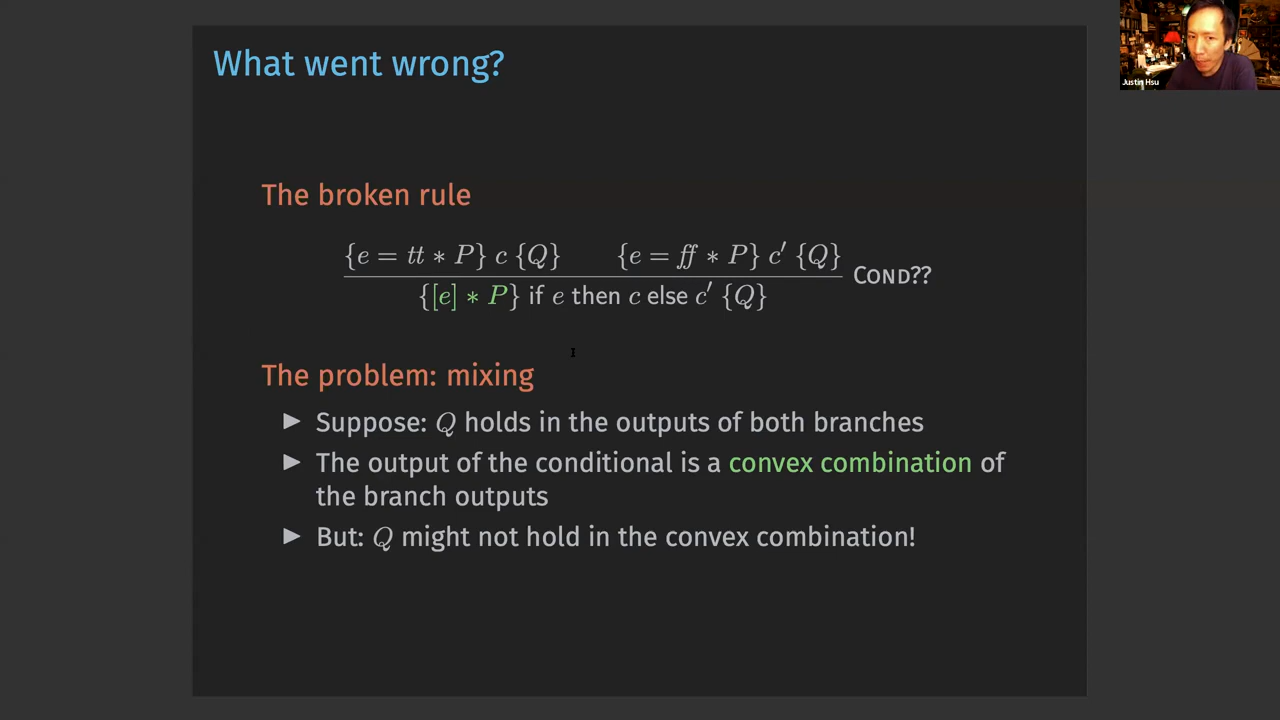 What went wrong?
Justin Hsu
The broken rule
{e = tt ∗ P} c {Q} {e = ff ∗ P} c′ {Q}
{[e] ∗ P} if e then c else c′ {Q}
COND??
The problem: mixing
▶ Suppose: Q holds in the outputs of both branches
▶ The output of the conditional is a convex combination of
the branch outputs
▶ But: Q might not hold in the convex combination!